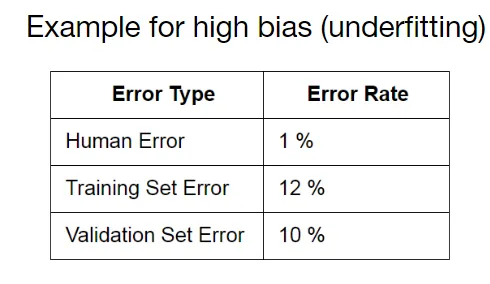 Example for high bias (underfitting)
Error Type Error Rate
Human Error 1 %
Training Set Error 12 %
Validation Set Error 10 %